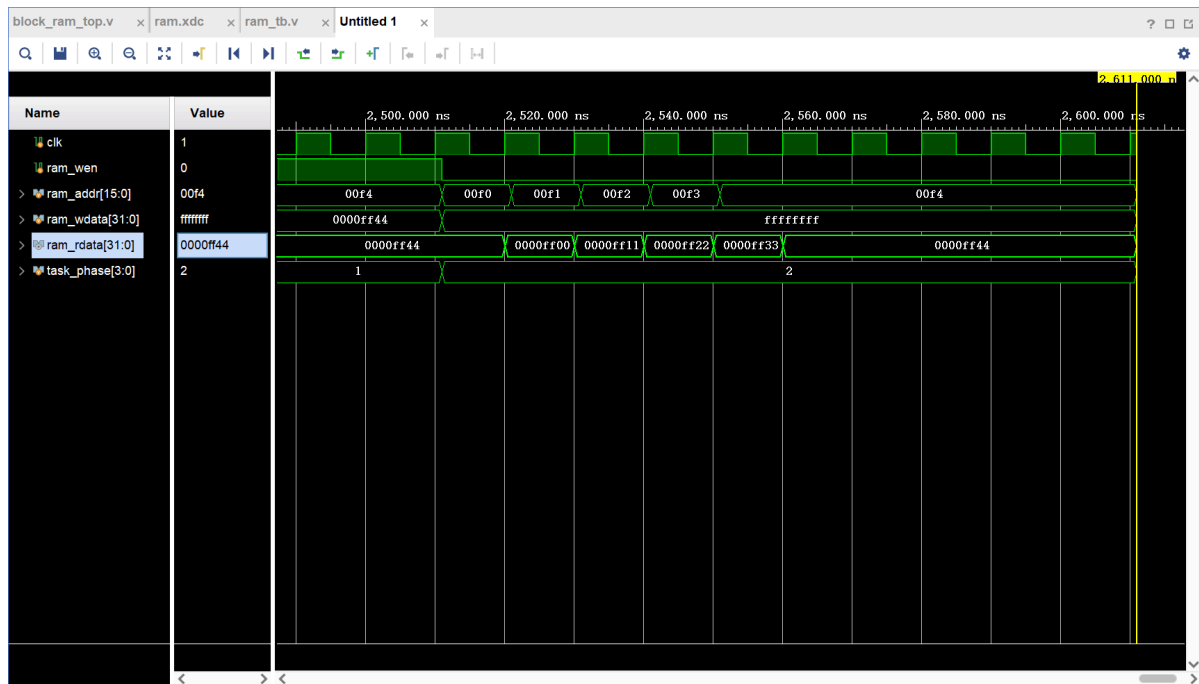 block_ram_top.v × ram.xdc × ram_tb.v × Untitled 1 × ?
2,611.000 n
Name Value 2,500.000 ns 2,520.000 ns 2,540.000 ns 2,560.000 ns 2,580.000 ns 2,600.000 ns
clk 1
ram_wen 0
ram_addr[15:0] 00f4 00f4 00f0 00f1 00f2 00f3 00f4
ram_wdata[31:0] ffffffff 0000ff44 ffffffff
ram_rdata[31:0] 0000ff44 0000ff44 0000ff00 0000ff11 0000ff22 0000ff33 0000ff44
task_phase[3:0] 2 1 2